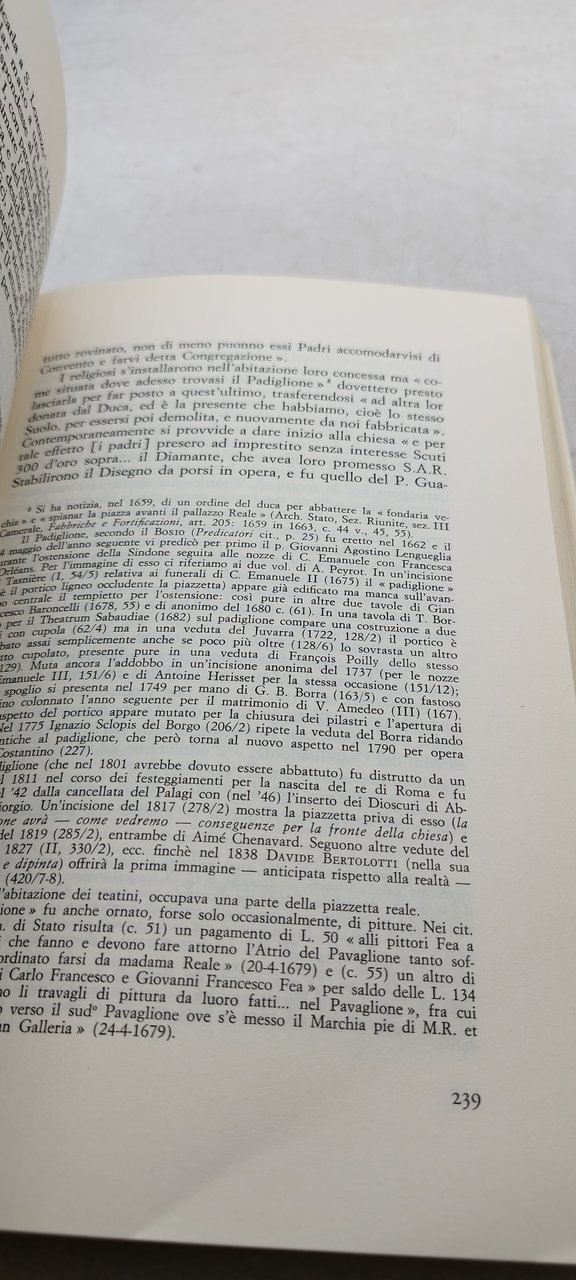 tutto rovinato, non di meno puonno essi Padri accomodarvisi di
Convento e farvi detta Congregazione ».
I religiosi s'installarono nell'abitazione loro concessa ma « co-
me situata dove adesso trovasi il Padiglione » ⁸ dovettero presto
lasciarla per far posto a quest'ultimo, trasferendosi « ad altra lor
donata dal Duca, ed è la presente che habbiamo, cioè lo stesso
Suolo, per essersi poi demolita, e nuovamente da noi fabbricata ».
Contemporaneamente si provvide a dare inizio alla chiesa « e per
tale effetto [i padri] presero ad imprestito senza interesse Scuti
300 d'oro sopra... il Diamante, che avea loro promesso S.A.R.
Stabilirono il Disegno da porsi in opera, e fu quello del P. Gua-
⁸ Si ha notizia, nel 1659, di un ordine del duca per abbattere la « fondaria ve-
chia » e « spianar la piazza avanti il pallazzo Reale » (Arch. Stato, Sez. Riunite, sez. III
Camerale, Fabbriche e Fortificazioni, art. 205: 1659 in 1663, c. 44 v., 45, 55).
Il Padiglione, secondo il Bosio (Predicatori cit., p. 25) fu eretto nel 1662 e il
4 maggio dell'anno seguente vi predicò per primo il p. Giovanni Agostino Lengueglia
urante l'ostensione della Sindone seguita alle nozze di C. Emanuele con Francesca
Orléans. Per l'immagine di esso ci riferiamo ai due vol. di A. Peyrot. In un'incisione
Tasnière (I, 54/5) relativa ai funerali di C. Emanuele II (1675) il « padiglione »
è il portico ligneo occludente la piazzetta) appare già edificato ma manca sull'avan-
o centrale il tempietto per l'ostensione: così pure in altre due tavole di Gian
cesco Baroncelli (1678, 55) e di anonimo del 1680 c. (61). In una tavola di T. Bor-
o per il Theatrum Sabaudiae (1682) sul padiglione compare una costruzione a due
i con cupola (62/4) ma in una veduta del Juvarra (1722, 128/2) il portico è
bato assai semplicemente anche se poco più oltre (128/6) lo sovrasta un altro
tto cupolato, presente pure in una veduta di François Poilly dello stesso
129). Muta ancora l'addobbo in un'incisione anonima del 1737 (per le nozze
Emanuele III, 151/6) e di Antoine Herisset per la stessa occasione (151/12);
spoglio si presenta nel 1749 per mano di G. B. Borra (163/5) e con fastoso
ino colonnato l'anno seguente per il matrimonio di V. Amedeo (III) (167).
aspetto del portico appare mutato per la chiusura dei pilastri e l'apertura di
Nel 1775 Ignazio Sclopis del Borgo (206/2) ripete la veduta del Borra ridando
antiche al padiglione, che però torna al nuovo aspetto nel 1790 per opera
Costantino (227).
diglione (che nel 1801 avrebbe dovuto essere abbattuto) fu distrutto da un
l 1811 nel corso dei festeggiamenti per la nascita del re di Roma e fu
l '42 dalla cancellata del Palagi con (nel '46) l'inserto dei Dioscuri di Ab-
iorgio. Un'incisione del 1817 (278/2) mostra la piazzetta priva di esso (la
one avrà — come vedremo — conseguenze per la fronte della chiesa) e
del 1819 (285/2), entrambe di Aimé Chenavard. Seguono altre vedute del
1827 (II, 330/2), ecc. finchè nel 1838 DAVIDE BERTOLOTTI (nella sua
e dipinta) offrirà la prima immagine — anticipata rispetto alla realtà —
(420/7-8).
l'abitazione dei teatini, occupava una parte della piazzetta reale.
lione » fu anche ornato, forse solo occasionalmente, di pitture. Nei cit.
. di Stato risulta (c. 51) un pagamento di L. 50 « alli pittori Fea a
i che fanno e devono fare attorno l'Atrio del Pavaglione tanto sof-
ordinato farsi da madama Reale » (20-4-1679) e (c. 55) un altro di
i Carlo Francesco e Giovanni Francesco Fea » per saldo delle L. 134
no li travagli di pittura da luoro fatti... nel Pavaglione », fra cui
o verso il sud° Pavaglione ove s'è messo il Marchia pie di M.R. et
an Galleria » (24-4-1679).
239